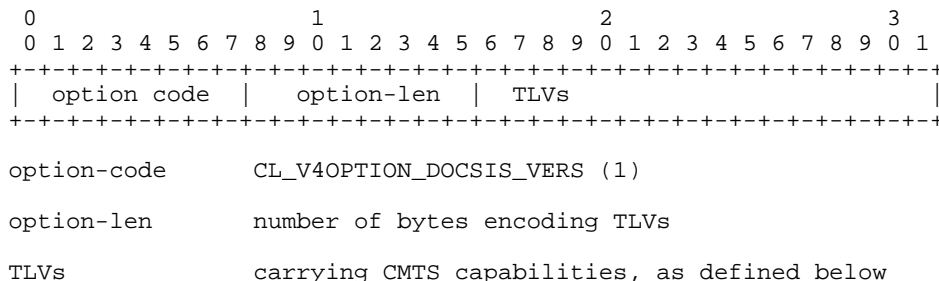 0                   1                   2                   3
 0 1 2 3 4 5 6 7 8 9 0 1 2 3 4 5 6 7 8 9 0 1 2 3 4 5 6 7 8 9 0 1
+-+-+-+-+-+-+-+-+-+-+-+-+-+-+-+-+-+-+-+-+-+-+-+-+-+-+-+-+-+-+-+-+
|  option code  |   option-len  |  TLVs                         |
+-+-+-+-+-+-+-+-+-+-+-+-+-+-+-+-+-+-+-+-+-+-+-+-+-+-+-+-+-+-+-+-+
option-code      CL_V4OPTION_DOCSIS_VERS (1)
option-len       number of bytes encoding TLVs
TLVs             carrying CMTS capabilities, as defined below